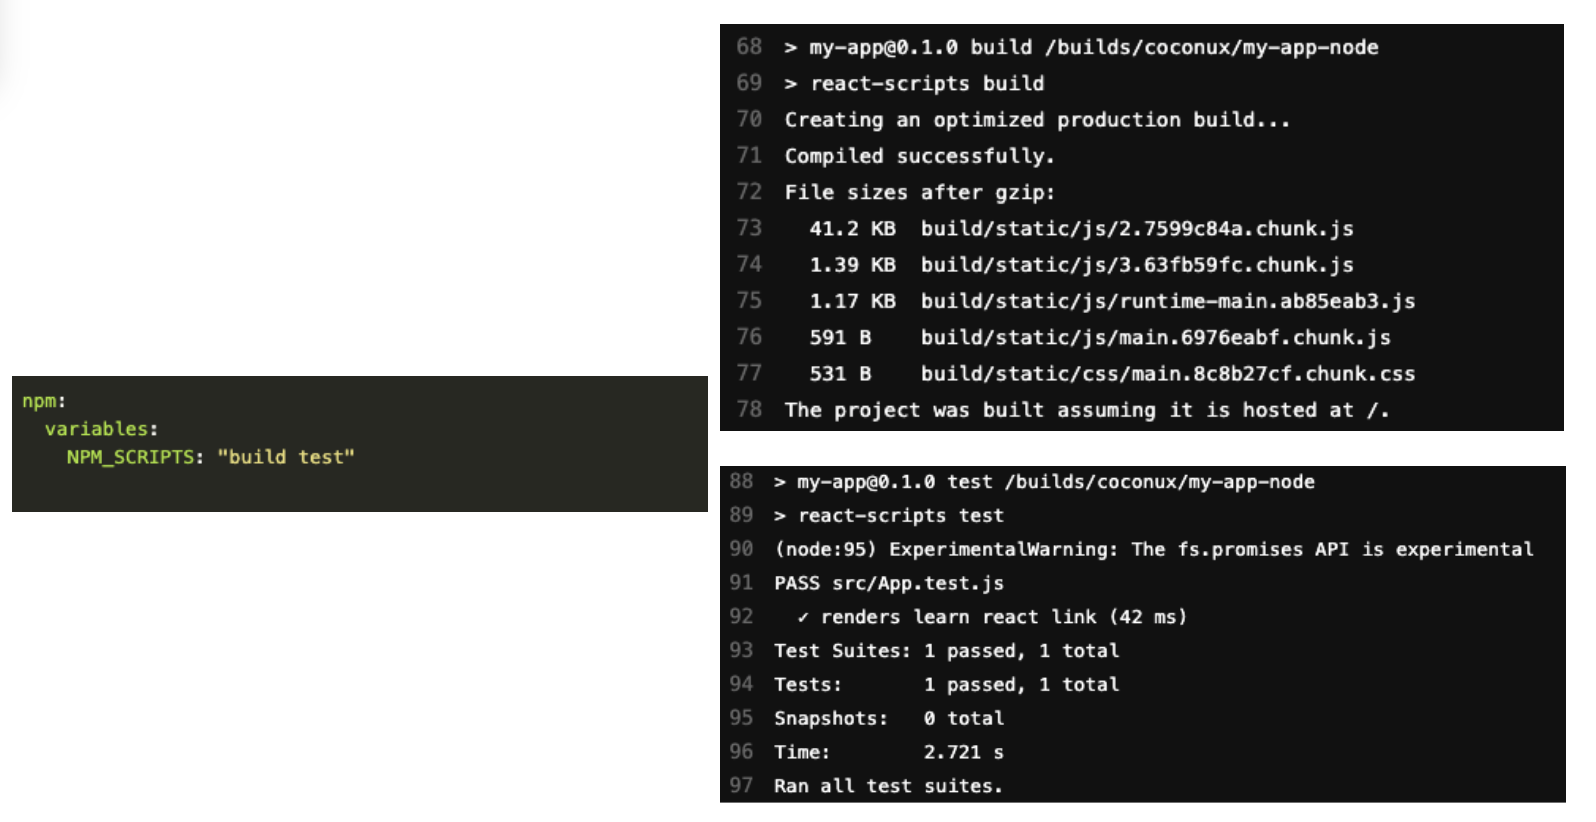 npm:
variables:
NPM_SCRIPTS: "build test"
68 > my-app@0.1.0 build /builds/coconux/my-app-node
69 > react-scripts build
70 Creating an optimized production build...
71 Compiled successfully.
72 File sizes after gzip:
73 41.2 KB build/static/js/2.7599c84a.chunk.js
74 1.39 KB build/static/js/3.63fb59fc.chunk.js
75 1.17 KB build/static/js/runtime-main.ab85eab3.js
76 591 B build/static/js/main.6976eabf.chunk.js
77 531 B build/static/css/main.8c8b27cf.chunk.css
78 The project was built assuming it is hosted at /.
88 > my-app@0.1.0 test /builds/coconux/my-app-node
89 > react-scripts test
90 (node:95) ExperimentalWarning: The fs.promises API is experimental
91 PASS src/App.test.js
92 ✓ renders learn react link (42 ms)
93 Test Suites: 1 passed, 1 total
94 Tests: 1 passed, 1 total
95 Snapshots: 0 total
96 Time: 2.721 s
97 Ran all test suites.